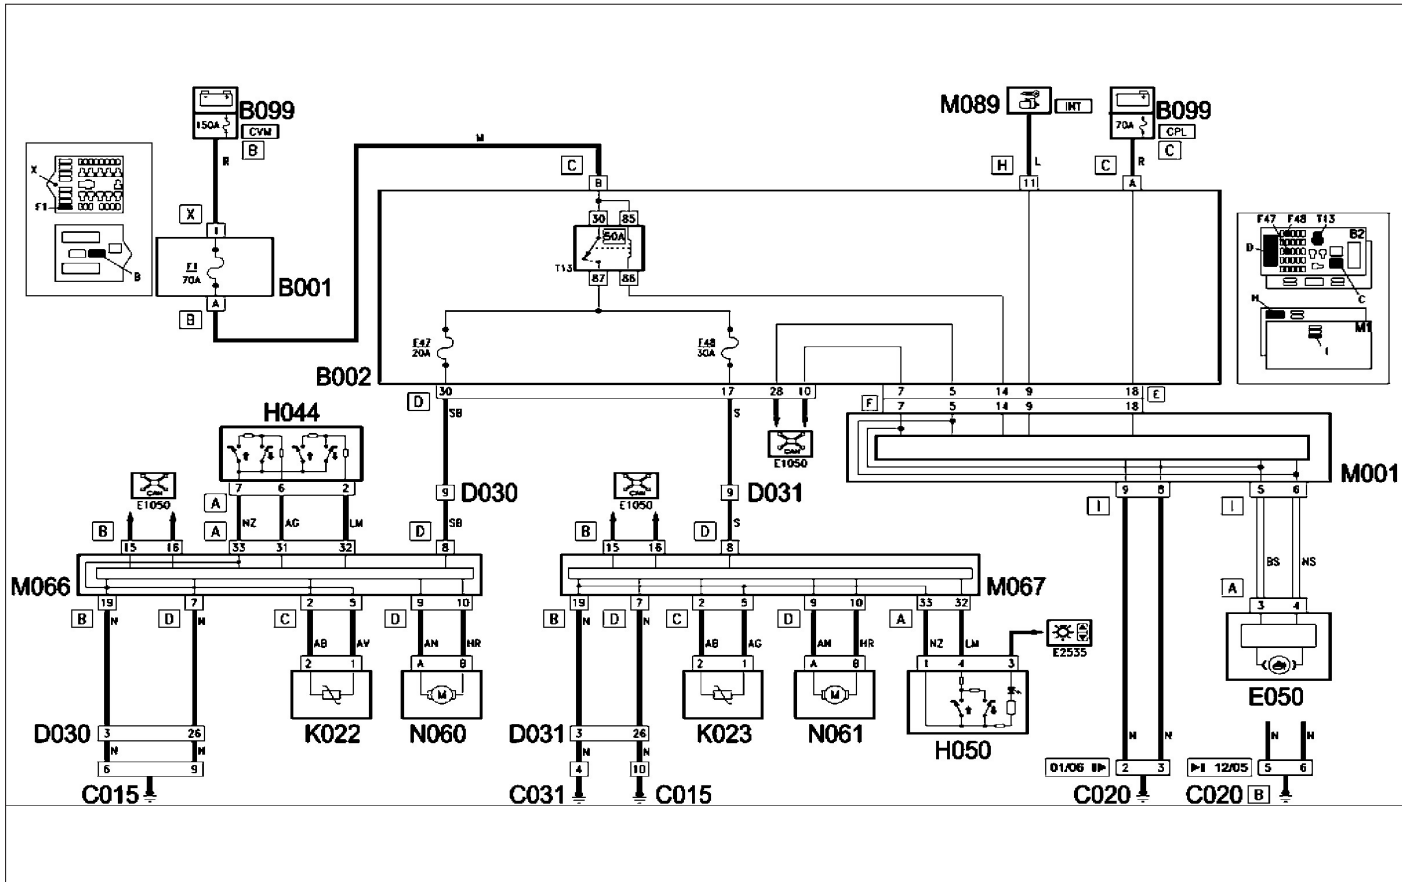 B099
150A
CVM
B
R
M
M089
INT
B099
70A
CPL
C
X
F1
B
X
1
F1
70A
B001
A
B
C
B
H
L
11
C
R
A
30
85
50A
T13
87
86
F47
20A
F48
30A
B002
F47
F48
T13
D
B2
C
H
M1
I
D
30
17
28
10
7
5
14
9
18
E
F
7
5
14
9
18
SB
S
CAN
E1050
M001
H044
7
6
2
9
D030
9
D031
9
8
5
6
I
I
CAN
E1050
CAN
E1050
A
NZ
AG
LM
SB
S
B
A
D
B
D
15
16
33
31
32
8
15
16
8
M066
M067
BS
NS
19
7
2
5
9
10
19
7
2
5
9
10
33
32
A
3
4
B
N
D
N
C
D
B
N
D
N
C
D
A
AB
AV
AN
HR
AB
AG
AN
HR
NZ
LM
E2535
2
1
A
B
2
1
A
B
1
4
3
M
M
E050
D030
3
26
K022
N060
D031
3
26
K023
N061
H050
N
N
N
N
N
N
N
N
6
9
4
10
01/06
2
3
12/05
5
6
C015
C031
C015
C020
C020
B